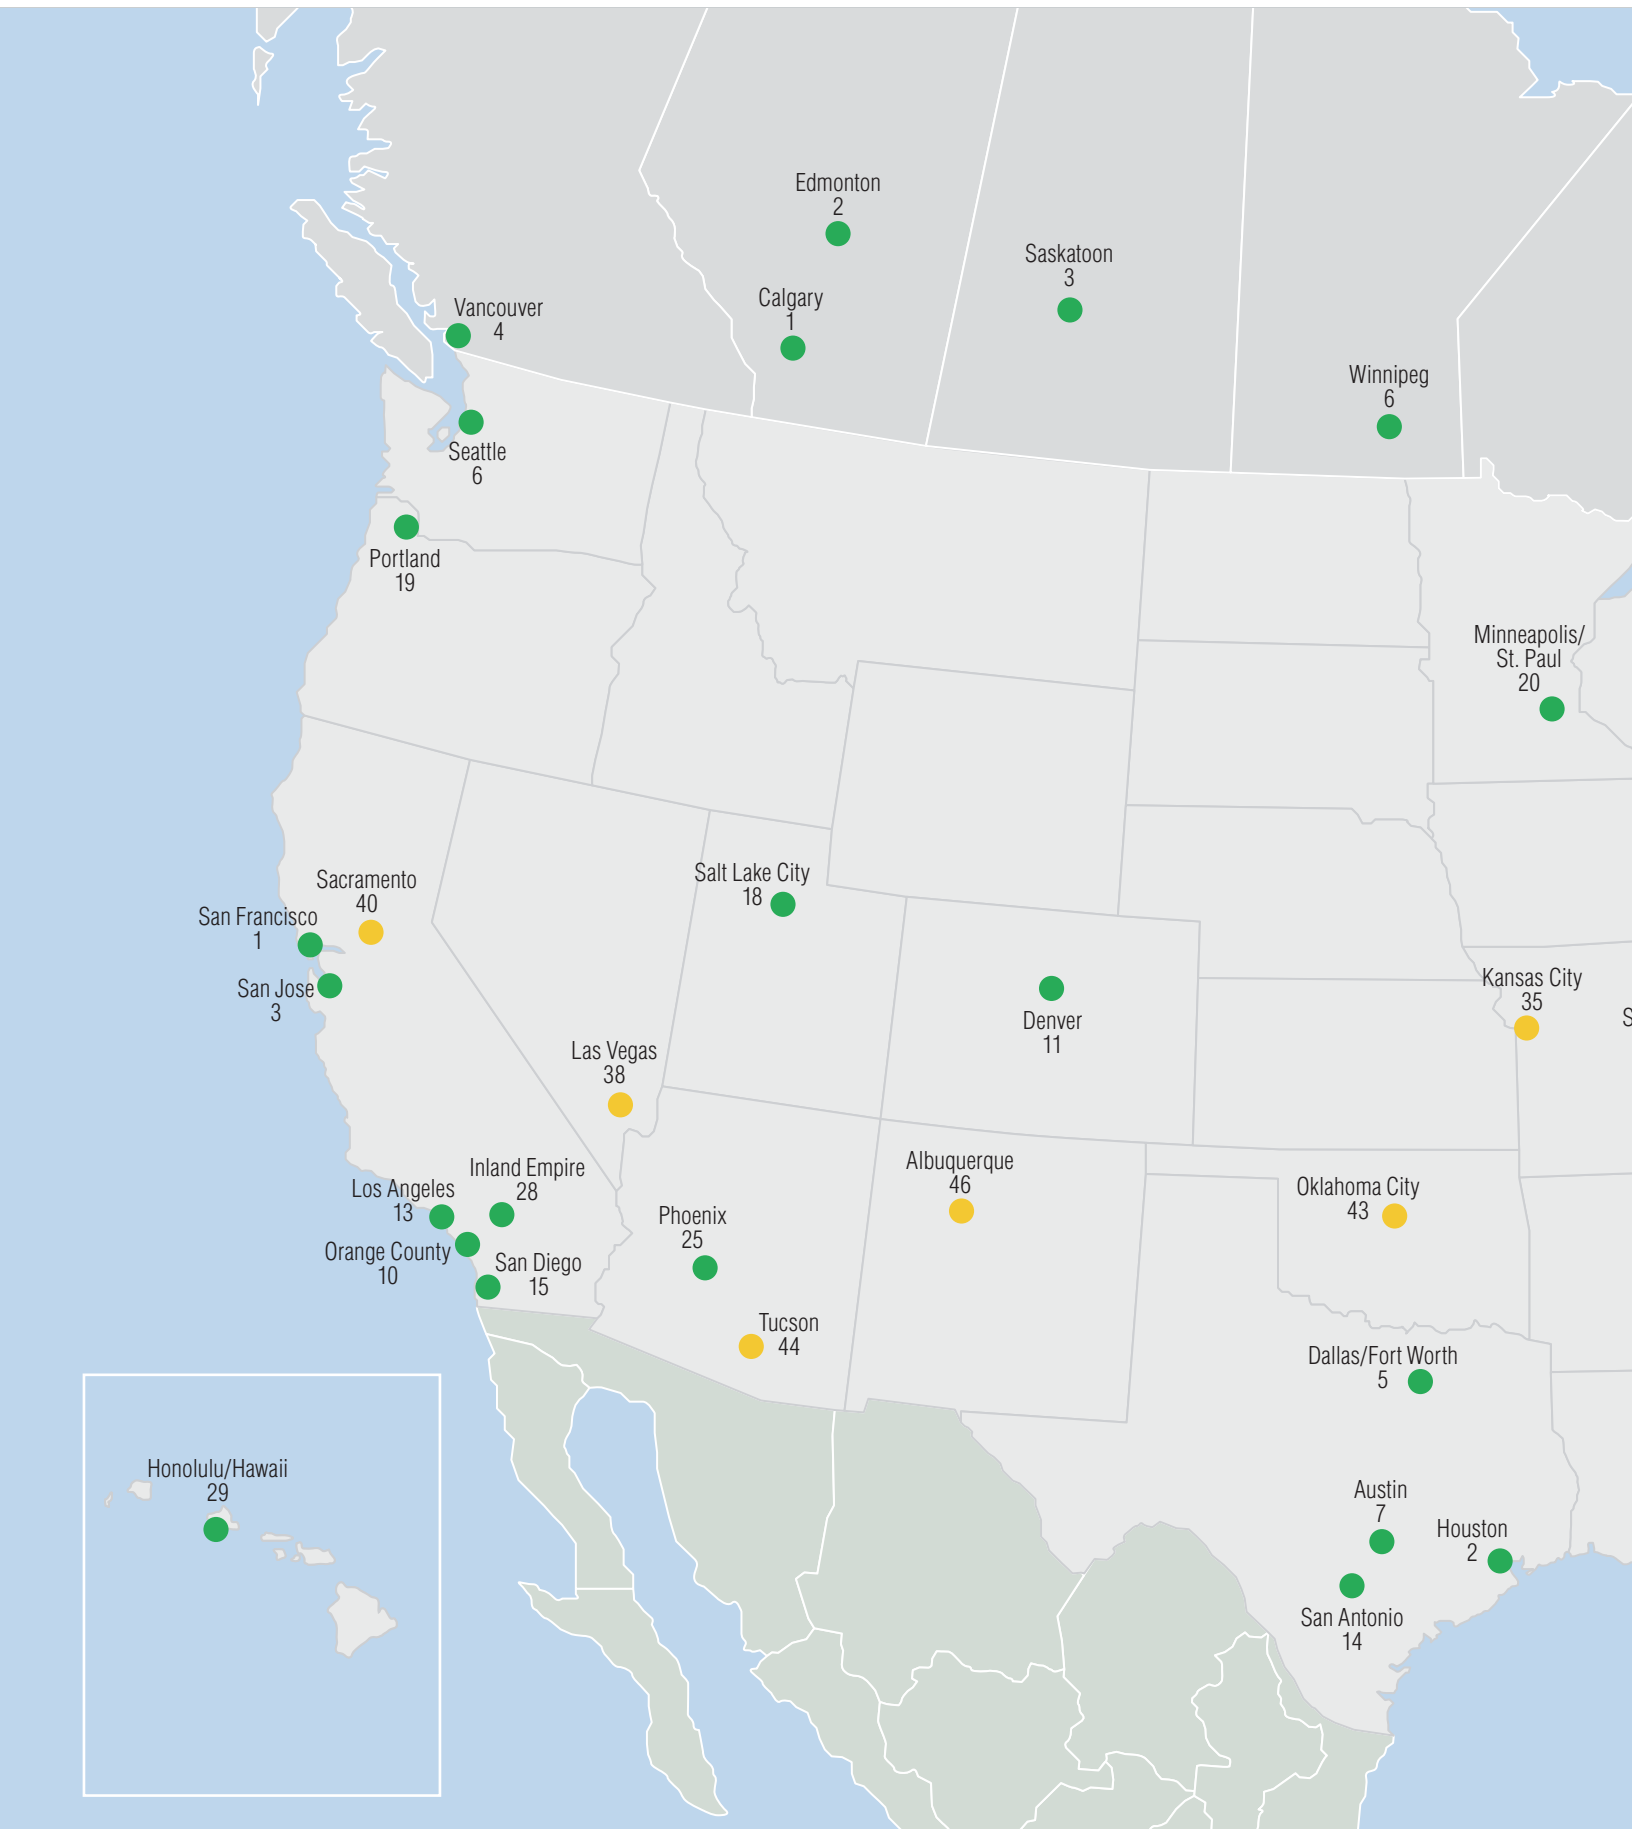 Edmonton
2
Saskatoon
3
Calgary
1
Vancouver
4
Winnipeg
6
Seattle
6
Portland
19
Minneapolis/
St. Paul
20
Salt Lake City
18
Sacramento
40
San Francisco
1
San Jose
3
Kansas City
35
S
Denver
11
Las Vegas
38
Inland Empire
28
Los Angeles
13
Orange County
10
San Diego
15
Phoenix
25
Albuquerque
46
Oklahoma City
43
Tucson
44
Dallas/Fort Worth
5
Honolulu/Hawaii
29
Austin
7
Houston
2
San Antonio
14